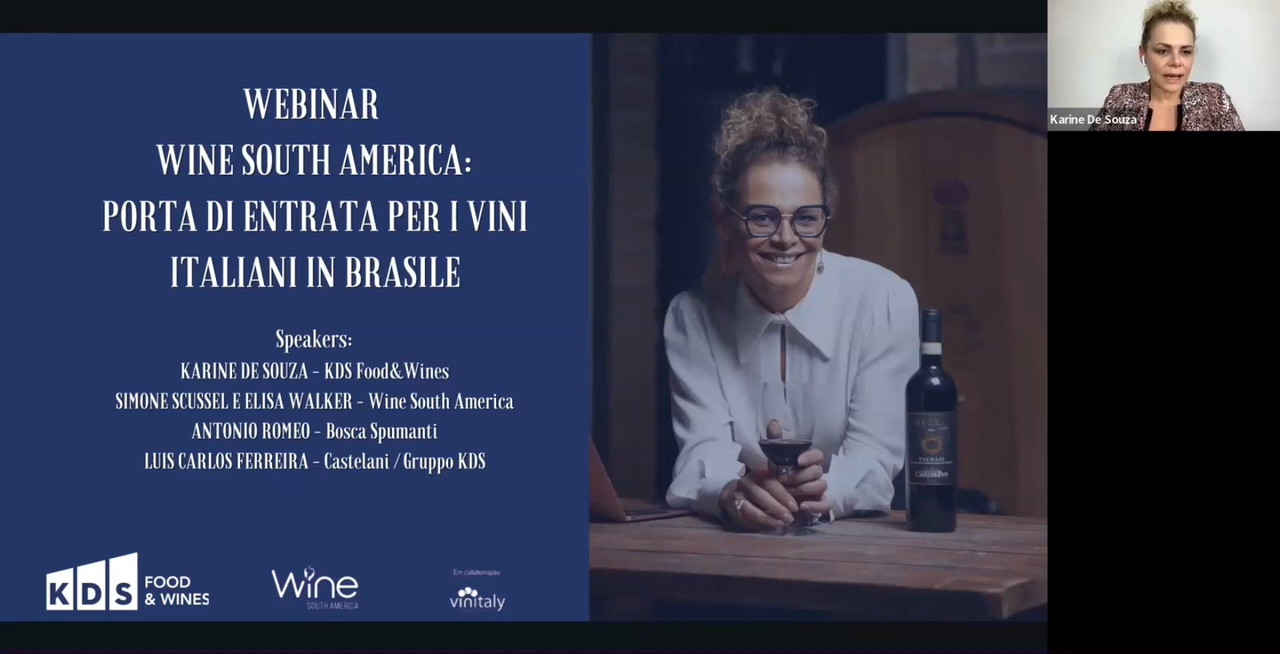 WEBINAR
WINE SOUTH AMERICA:
PORTA DI ENTRATA PER I VINI
ITALIANI IN BRASILE
Speakers:
KARINE DE SOUZA – KDS Food&Wines
SIMONE SCUSSEL E ELISA WALKER – Wine South America
ANTONIO ROMEO – Bosca Spumanti
LUIS CARLOS FERREIRA – Castelani / Gruppo KDS
KDS FOOD
& WINES
Wine
SOUTH AMERICA
Em collaboração
vinitaly
Karine De Souza
TAURASI